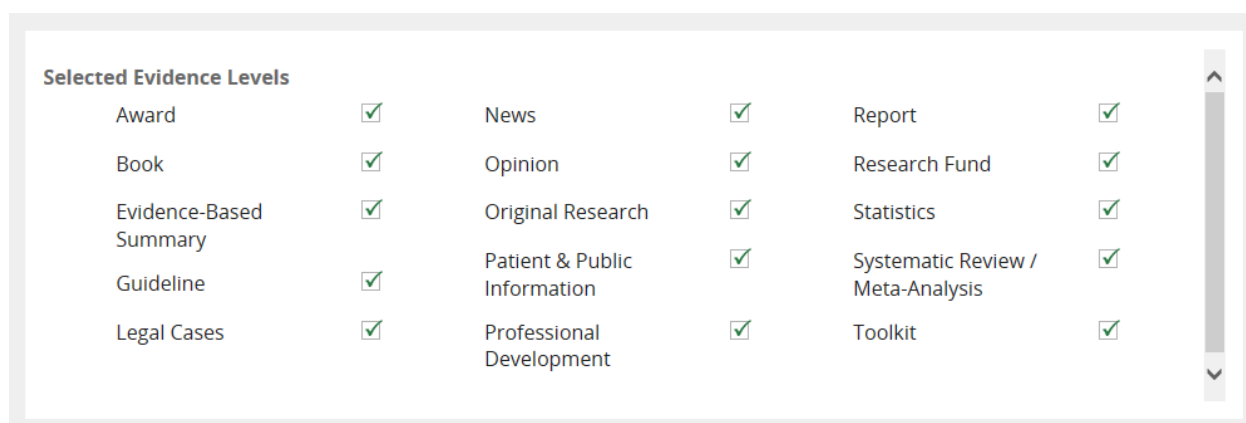 Selected Evidence Levels
Award
Book
Evidence-Based
Summary
Guideline
Legal Cases
News
Opinion
Original Research
Patient & Public
Information
Professional
Development
Report
Research Fund
Statistics
Systematic Review /
Meta-Analysis
Toolkit